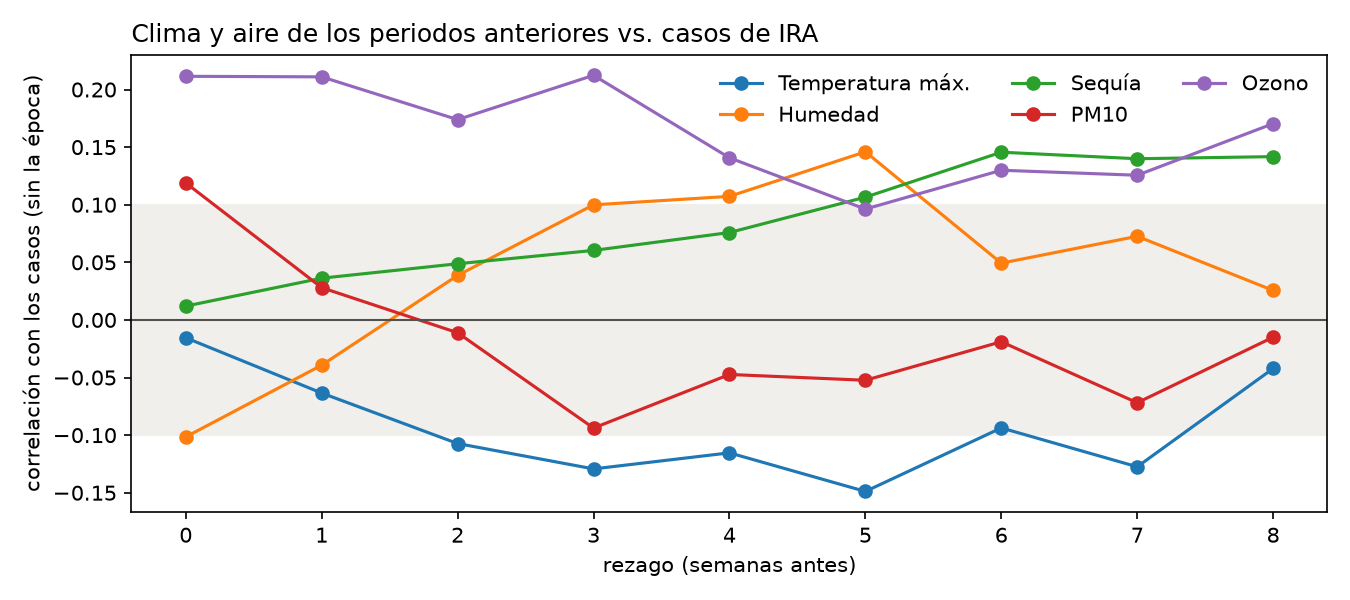 Clima y aire de los periodos anteriores vs. casos de IRA
correlación con los casos (sin la época)
0.20
0.15
0.10
0.05
0.00
−0.05
−0.10
−0.15
Temperatura máx.
Humedad
Sequía
PM10
Ozono
0 1 2 3 4 5 6 7 8
rezago (semanas antes)